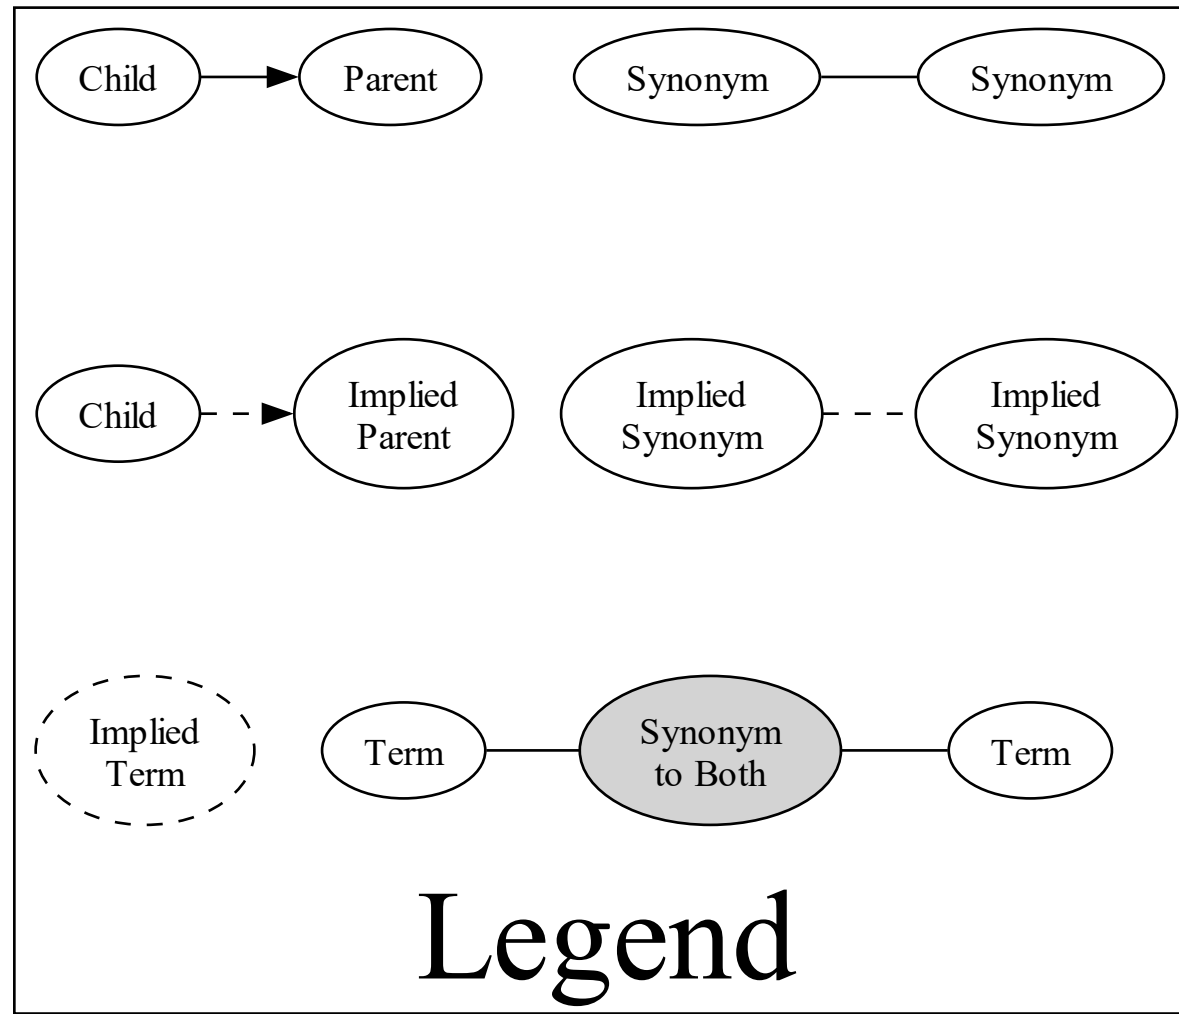 Child
Parent
Synonym
Synonym
Child
Implied
Parent
Implied
Synonym
Implied
Synonym
Implied
Term
Term
Synonym
to Both
Term
Legend